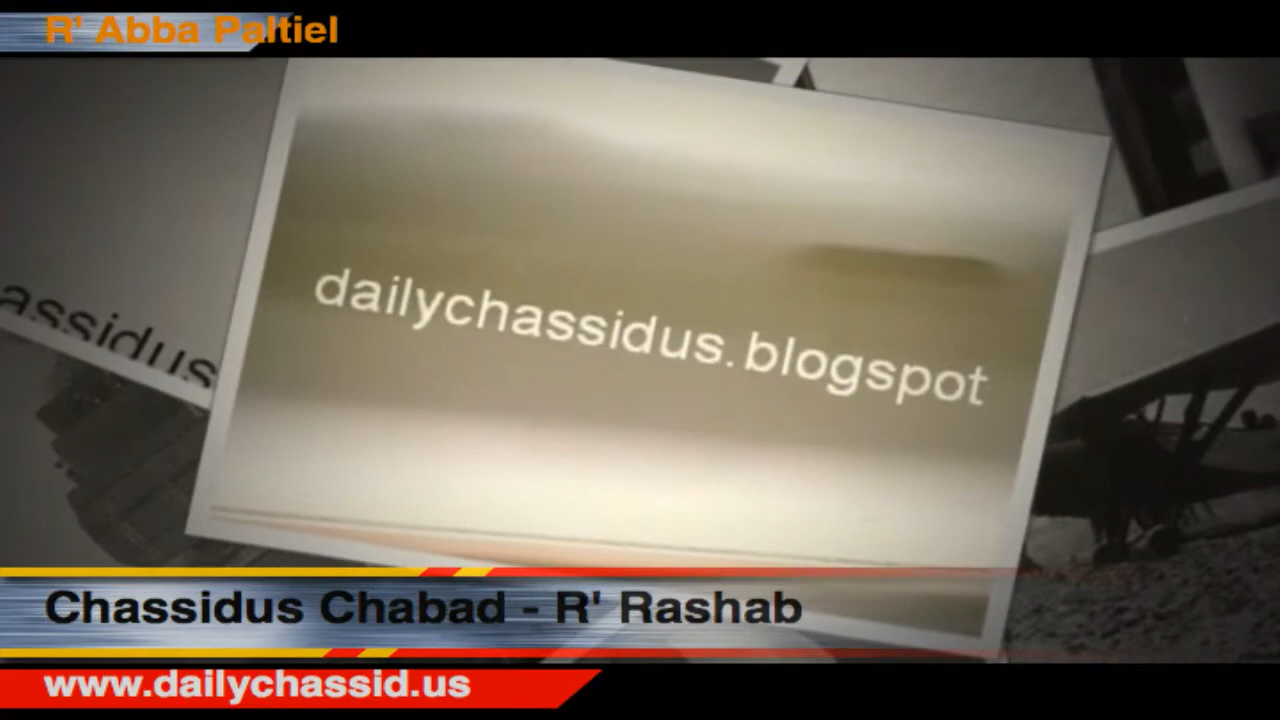 R' Abba Paltiel
dailychassidus.blogspot
assidus
Chassidus Chabad - R' Rashab
www.dailychassid.us